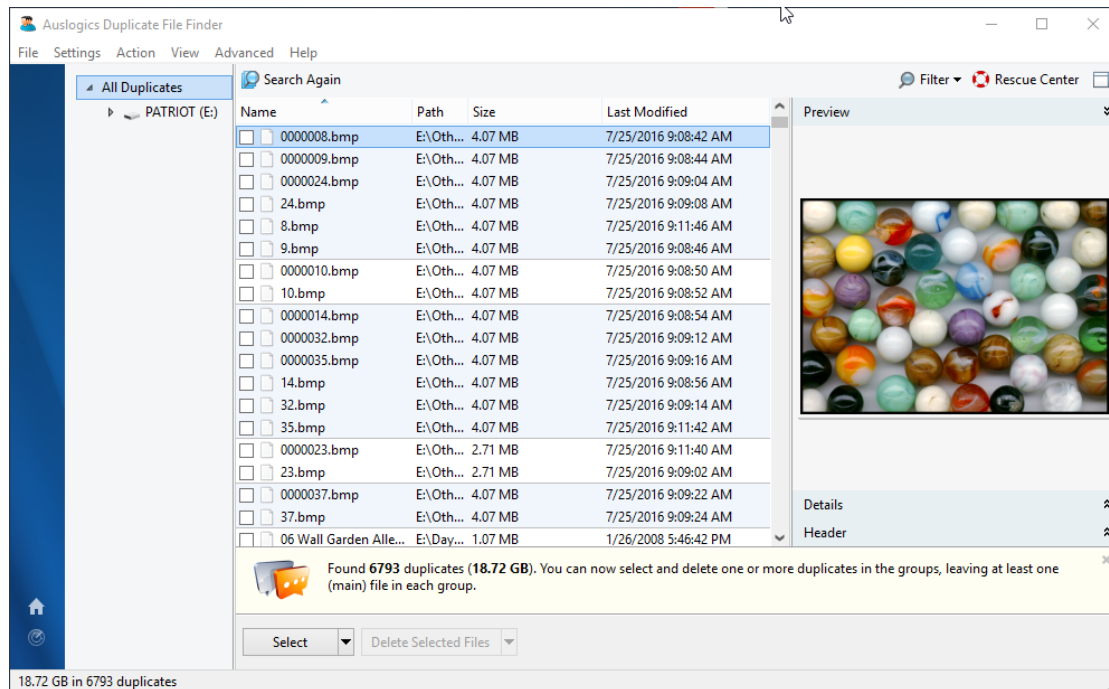 Auslogics Duplicate File Finder
File Settings Action View Advanced Help
All Duplicates
PATRIOT (E:)
Search Again
Filter Rescue Center
Name Path Size Last Modified
0000008.bmp E:\Oth... 4.07 MB 7/25/2016 9:08:42 AM
0000009.bmp E:\Oth... 4.07 MB 7/25/2016 9:08:44 AM
0000024.bmp E:\Oth... 4.07 MB 7/25/2016 9:09:04 AM
24.bmp E:\Oth... 4.07 MB 7/25/2016 9:09:08 AM
8.bmp E:\Oth... 4.07 MB 7/25/2016 9:11:46 AM
9.bmp E:\Oth... 4.07 MB 7/25/2016 9:08:46 AM
0000010.bmp E:\Oth... 4.07 MB 7/25/2016 9:08:50 AM
10.bmp E:\Oth... 4.07 MB 7/25/2016 9:08:52 AM
0000014.bmp E:\Oth... 4.07 MB 7/25/2016 9:08:54 AM
0000032.bmp E:\Oth... 4.07 MB 7/25/2016 9:09:12 AM
0000035.bmp E:\Oth... 4.07 MB 7/25/2016 9:09:16 AM
14.bmp E:\Oth... 4.07 MB 7/25/2016 9:08:56 AM
32.bmp E:\Oth... 4.07 MB 7/25/2016 9:09:14 AM
35.bmp E:\Oth... 4.07 MB 7/25/2016 9:11:42 AM
0000023.bmp E:\Oth... 2.71 MB 7/25/2016 9:11:40 AM
23.bmp E:\Oth... 2.71 MB 7/25/2016 9:09:02 AM
0000037.bmp E:\Oth... 4.07 MB 7/25/2016 9:09:22 AM
37.bmp E:\Oth... 4.07 MB 7/25/2016 9:09:24 AM
06 Wall Garden Alle... E:\Day... 1.07 MB 1/26/2008 5:46:42 PM
Preview
Details
Header
Found 6793 duplicates (18.72 GB). You can now select and delete one or more duplicates in the groups, leaving at least one
(main) file in each group.
Select Delete Selected Files
18.72 GB in 6793 duplicates